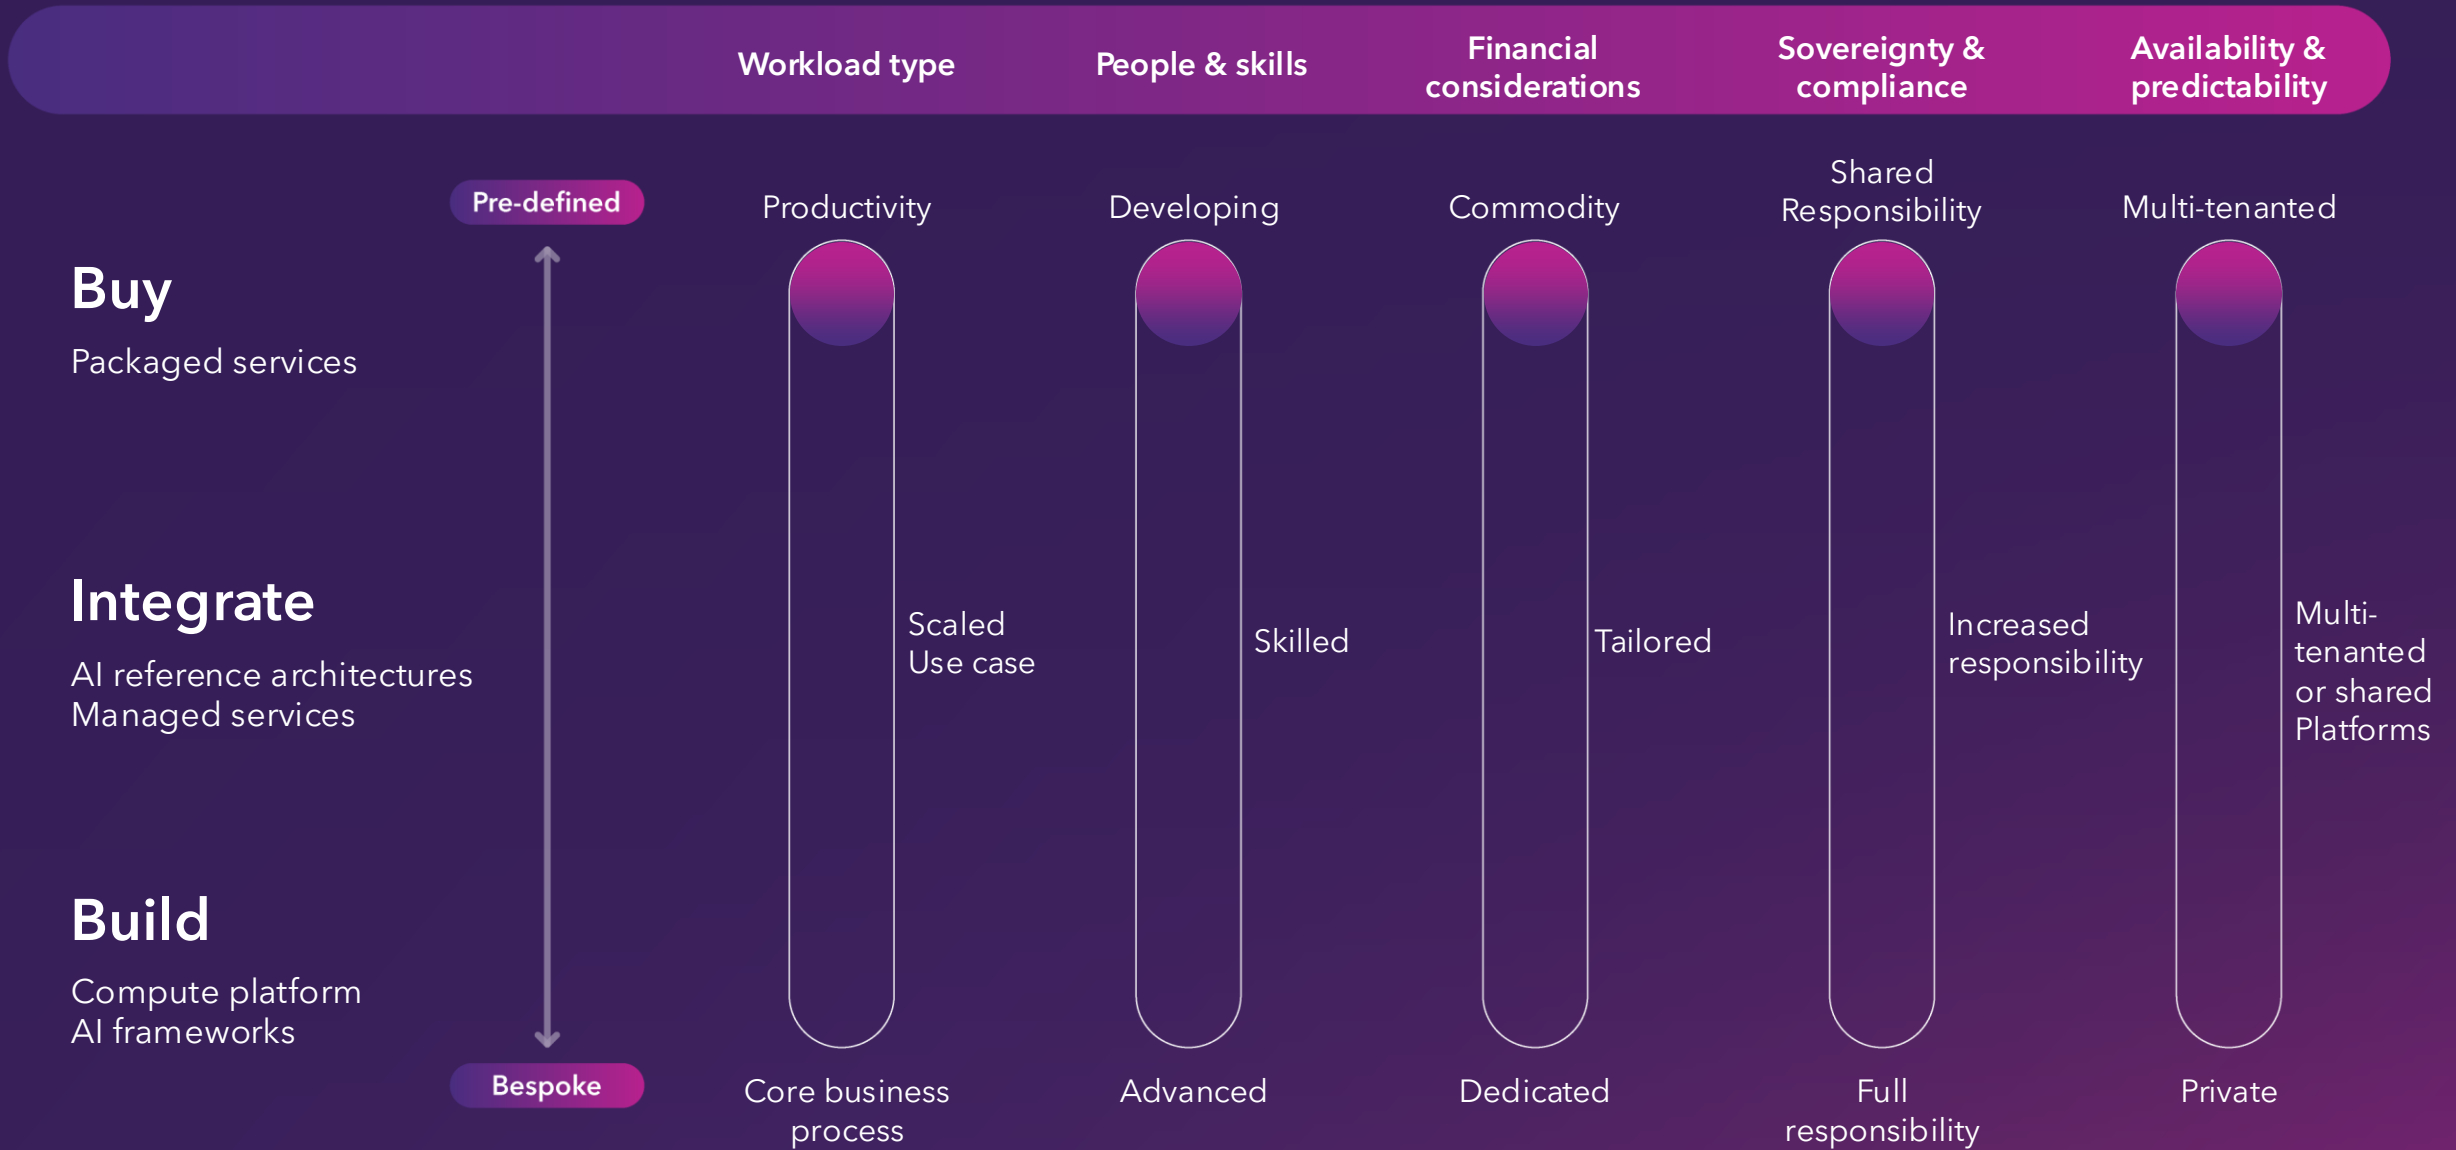 Workload type
People & skills
Financial
considerations
Sovereignty &
compliance
Availability &
predictability
Pre-defined
Productivity
Developing
Commodity
Shared
Responsibility
Multi-tenanted
Buy
Packaged services
Integrate
AI reference architectures
Managed services
Scaled
Use case
Skilled
Tailored
Increased
responsibility
Multi-
tenanted
or shared
Platforms
Build
Compute platform
AI frameworks
Bespoke
Core business
process
Advanced
Dedicated
Full
responsibility
Private